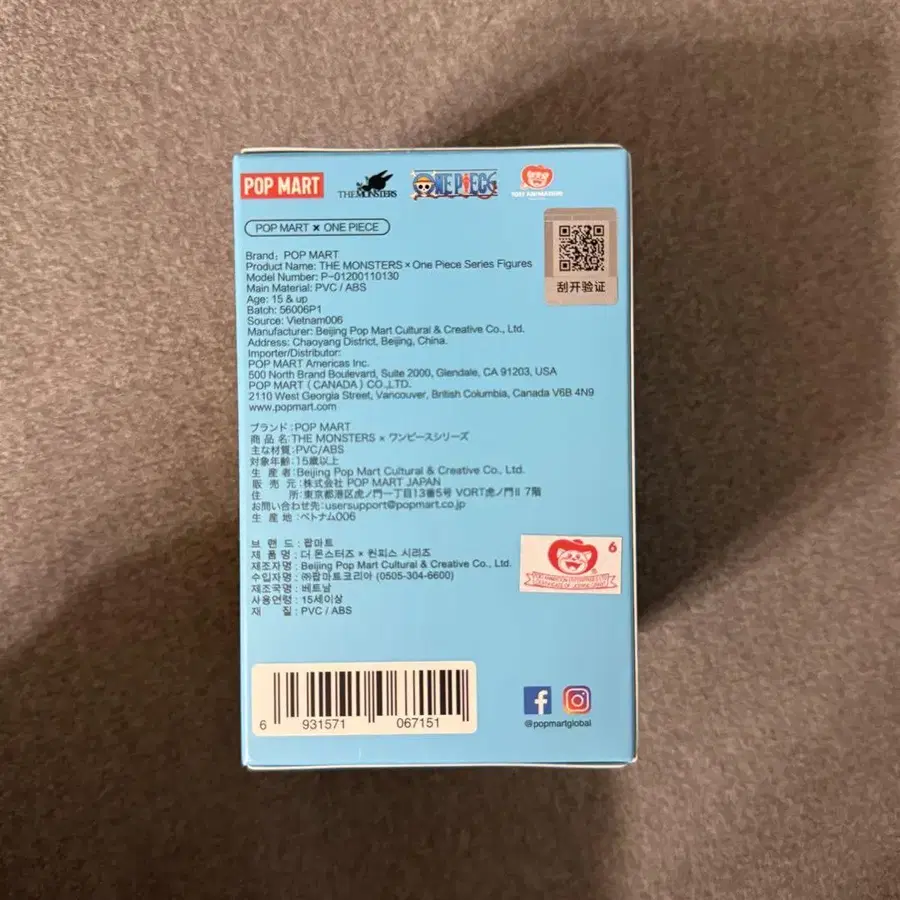 POP MART
THE MONSTERS
ONE PIECE
TOEI ANIMATION
POP MART × ONE PIECE
刮开验证
Brand: POP MART
Product Name: THE MONSTERS × One Piece Series Figures
Model Number: P-01200110130
Main Material: PVC / ABS
Age: 15 & up
Batch: 56006P1
Source: Vietnam006
Manufacturer: Beijing Pop Mart Cultural & Creative Co., Ltd.
Address: Chaoyang District, Beijing, China.
Importer/Distributor:
POP MART Americas Inc.
500 North Brand Boulevard, Suite 2000, Glendale, CA 91203, USA
POP MART (CANADA) CO.,LTD.
2110 West Georgia Street, Vancouver, British Columbia, Canada V6B 4N9
www.popmart.com
ブランド:POP MART
商 品 名:THE MONSTERS × ワンピースシリーズ
主な材質:PVC/ABS
対象年齢:15歳以上
生 産 者:Beijing Pop Mart Cultural & Creative Co., Ltd.
販 売 元:株式会社 POP MART JAPAN
住 所:東京都港区虎ノ門一丁目13番5号 VORT虎ノ門II 7階
お問い合わせ先:usersupport@popmart.co.jp
生 産 地:ベトナム006
브 랜 드 : 팝마트
제 품 명 : 더 몬스터즈 × 원피스 시리즈
제조자명 : Beijing Pop Mart Cultural & Creative Co., Ltd.
수입자명 : ㈜팝마트코리아 (0505-304-6600)
제조국명 : 베트남
사용연령 : 15세이상
재 질 : PVC / ABS
6
6 931571 067151
@popmartglobal